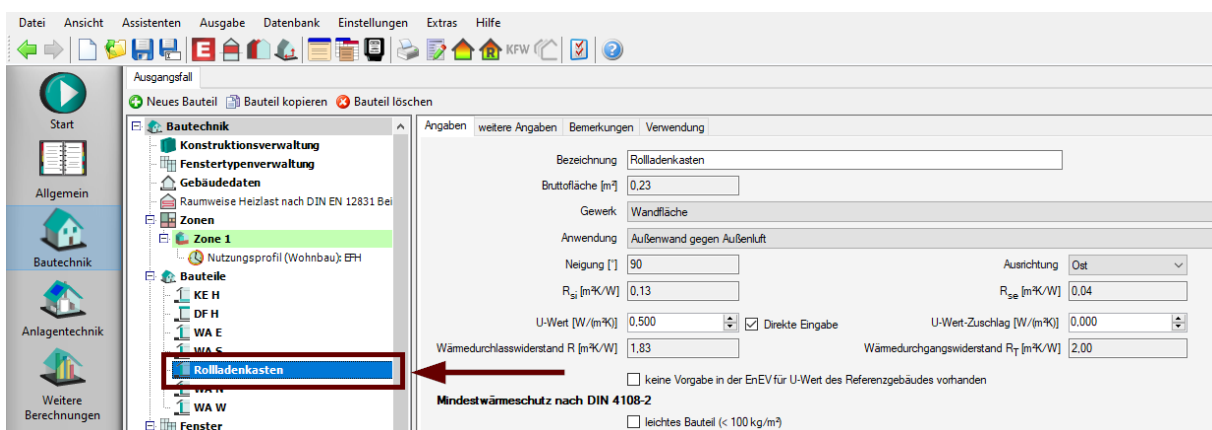 Datei Ansicht Assistenten Ausgabe Datenbank Einstellungen Extras Hilfe
E R KFW
Ausgangsfall
Neues Bauteil Bauteil kopieren Bauteil löschen
Start
Allgemein
Bautechnik
Anlagentechnik
Weitere
Berechnungen
Bautechnik
Konstruktionsverwaltung
Fenstertypenverwaltung
Gebäudedaten
Raumweise Heizlast nach DIN EN 12831 Bei
Zonen
Zone 1
Nutzungsprofil (Wohnbau): EFH
Bauteile
KE H
DF H
WA E
WA S
Rollladenkasten
WA N
WA W
Fenster
Angaben weitere Angaben Bemerkungen Verwendung
Bezeichnung Rollladenkasten
Bruttofläche [m²] 0,23
Gewerk Wandfläche
Anwendung Außenwand gegen Außenluft
Neigung [°] 90 Ausrichtung Ost
Rsi [m²K/W] 0,13 Rse [m²K/W] 0,04
U-Wert [W/(m²K)] 0,500 Direkte Eingabe U-Wert-Zuschlag [W/(m²K)] 0,000
Wärmedurchlasswiderstand R [m²K/W] 1,83 Wärmedurchgangswiderstand RT [m²K/W] 2,00
keine Vorgabe in der EnEV für U-Wert des Referenzgebäudes vorhanden
Mindestwärmeschutz nach DIN 4108-2
leichtes Bauteil (< 100 kg/m²)